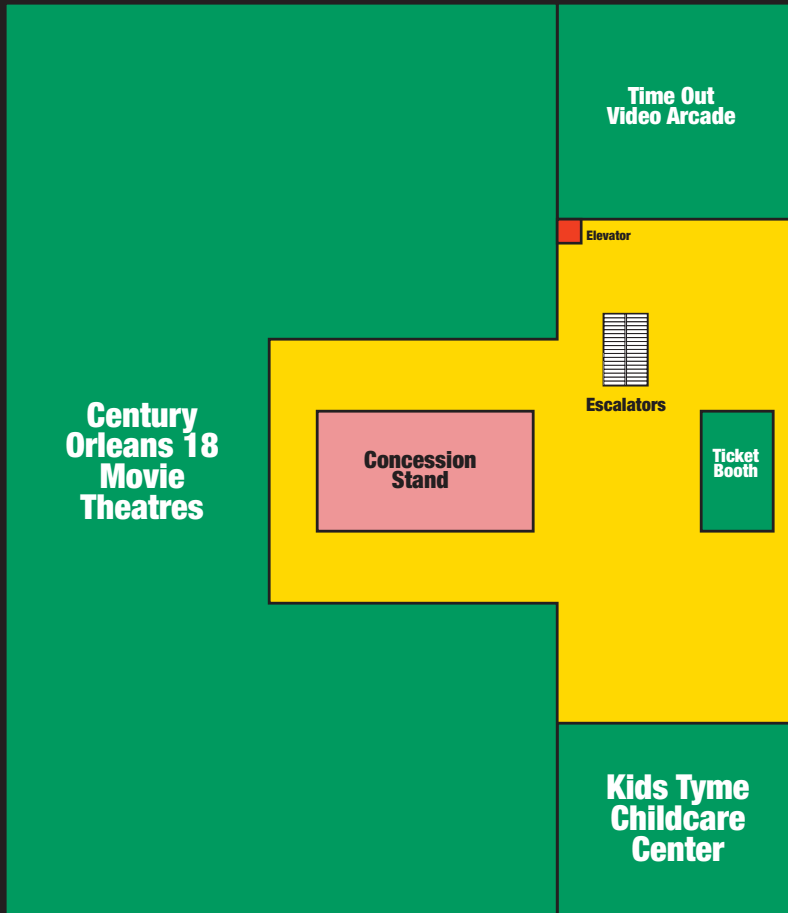 Time Out
Video Arcade
Elevator
Escalators
Century
Orleans 18
Movie
Theatres
Concession
Stand
Ticket
Booth
Kids Tyme
Childcare
Center